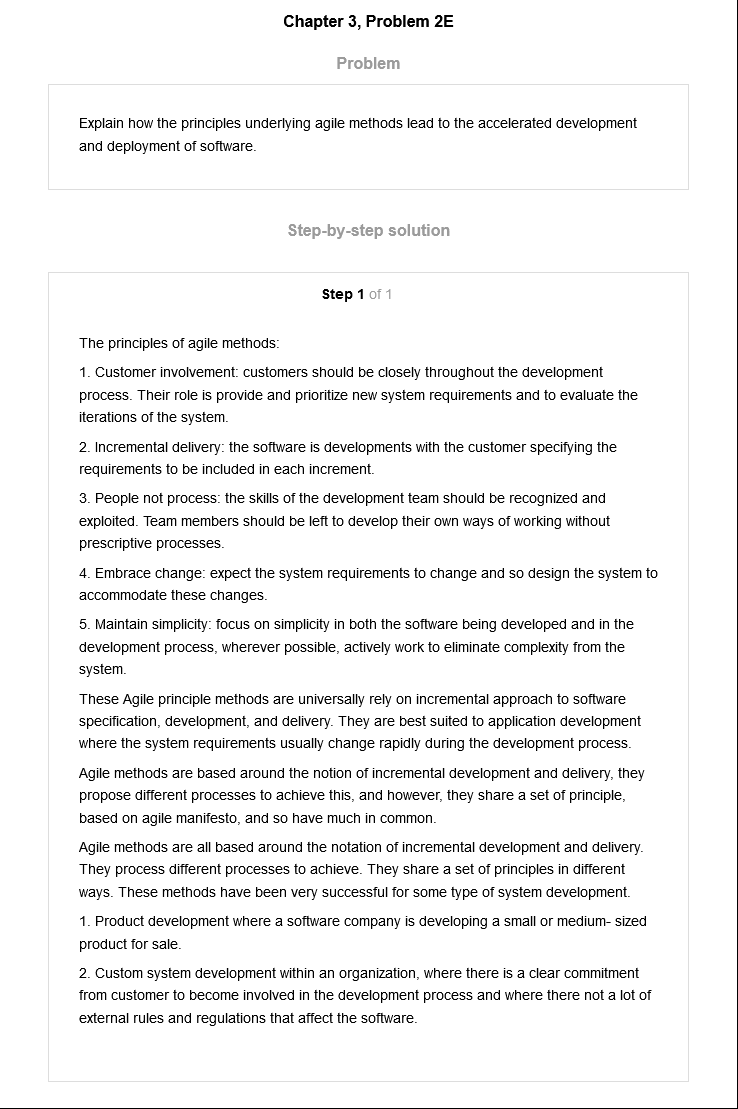 Chapter 3, Problem 2E
Problem
Explain how the principles underlying agile methods lead to the accelerated development
and deployment of software.
Step-by-step solution
Step 1 of 1
The principles of agile methods:
1. Customer involvement: customers should be closely throughout the development
process. Their role is provide and prioritize new system requirements and to evaluate the
iterations of the system.
2. Incremental delivery: the software is developments with the customer specifying the
requirements to be included in each increment.
3. People not process: the skills of the development team should be recognized and
exploited. Team members should be left to develop their own ways of working without
prescriptive processes.
4. Embrace change: expect the system requirements to change and so design the system to
accommodate these changes.
5. Maintain simplicity: focus on simplicity in both the software being developed and in the
development process, wherever possible, actively work to eliminate complexity from the
system.
These Agile principle methods are universally rely on incremental approach to software
specification, development, and delivery. They are best suited to application development
where the system requirements usually change rapidly during the development process.
Agile methods are based around the notion of incremental development and delivery, they
propose different processes to achieve this, and however, they share a set of principle,
based on agile manifesto, and so have much in common.
Agile methods are all based around the notation of incremental development and delivery.
They process different processes to achieve. They share a set of principles in different
ways. These methods have been very successful for some type of system development.
1. Product development where a software company is developing a small or medium- sized
product for sale.
2. Custom system development within an organization, where there is a clear commitment
from customer to become involved in the development process and where there not a lot of
external rules and regulations that affect the software.